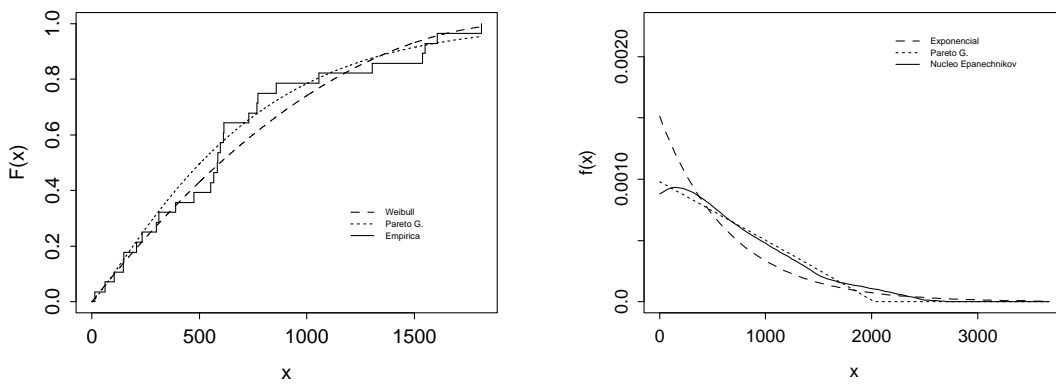 F(x)
1.0
0.8
0.6
0.4
0.2
0.0
Weibull
Pareto G.
Empirica
0 500 1000 1500
x
f(x)
0.0020
0.0010
0.0
Exponencial
Pareto G.
Nucleo Epanechnikov
0 1000 2000 3000
x